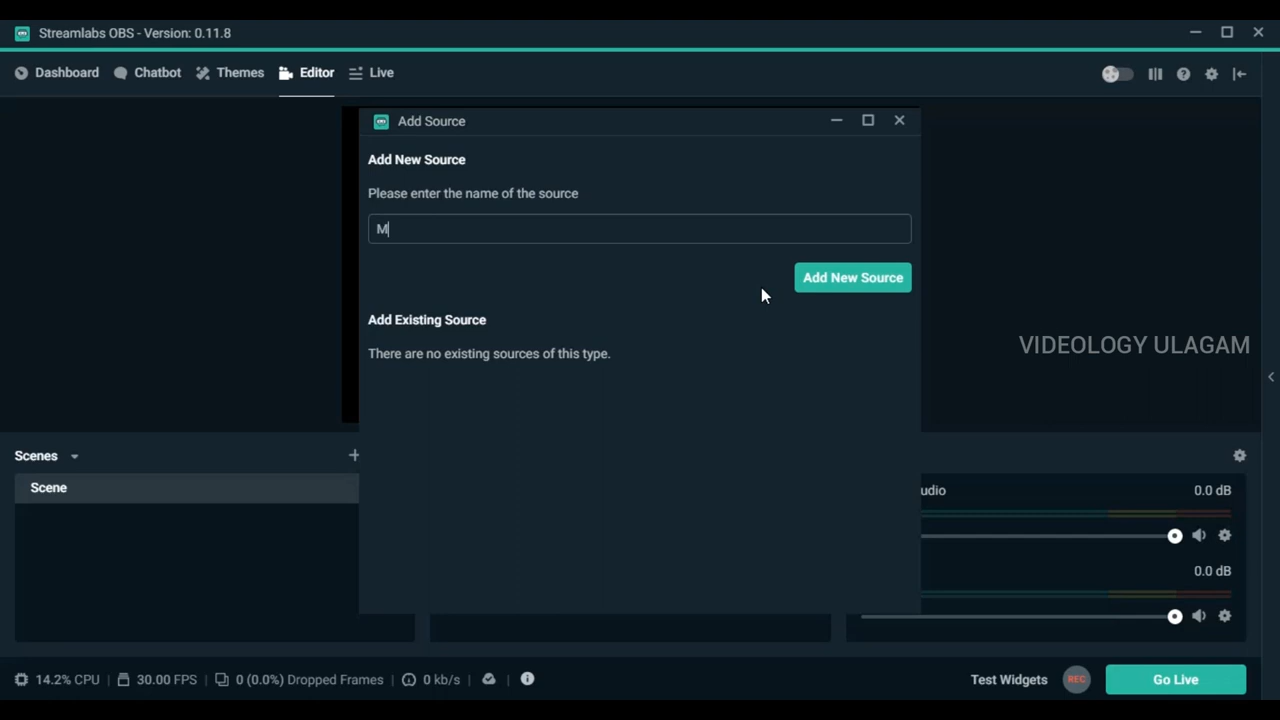 Streamlabs OBS - Version: 0.11.8
Dashboard
Chatbot
Themes
Editor
Live
Add Source
Add New Source
Please enter the name of the source
M
Add New Source
Add Existing Source
There are no existing sources of this type.
VIDEOLOGY ULAGAM
Scenes
Scene
udio
0.0 dB
0.0 dB
14.2% CPU
30.00 FPS
0 (0.0%) Dropped Frames
0 kb/s
Test Widgets
REC
Go Live